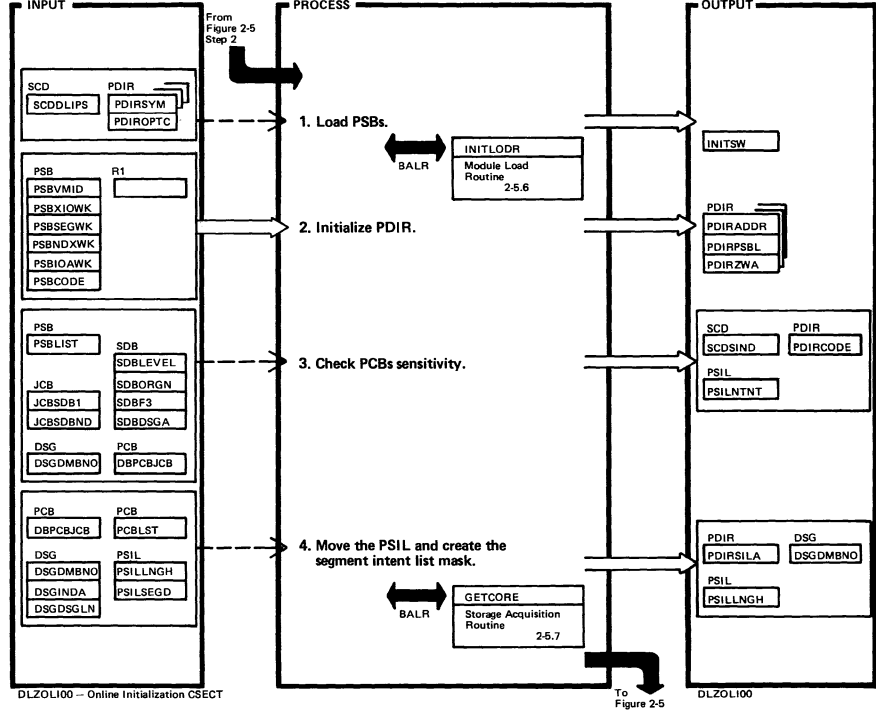 INPUT
PROCESS
OUTPUT
From
Figure 2-5
Step 2
SCD
PDIR
SCDDLIPS
PDIRSYM
PDIROPTC
1. Load PSBs.
BALR
INITLODR
Module Load
Routine
2-5.6
INITSW
PSB
R1
PSBVMID
PSBXIOWK
PSBSEGWK
PSBNDXWK
PSBIOAWK
PSBCODE
2. Initialize PDIR.
PDIR
PDIRADDR
PDIRPSBL
PDIRZWA
PSB
PSBLIST
SDB
SDBLEVEL
SDBORGN
SDBF3
SDBDSGA
JCB
JCBSDB1
JCBSDBND
DSG
DSGDMBNO
PCB
DBPCBJCB
3. Check PCBs sensitivity.
SCD
PDIR
SCDSIND
PDIRCODE
PSIL
PSILNTNT
PCB
PCB
DBPCBJCB
PCBLST
DSG
PSIL
DSGDMBNO
PSILLNGH
DSGINDA
PSILSEGD
DSGDSGLN
4. Move the PSIL and create the
segment intent list mask.
BALR
GETCORE
Storage Acquisition
Routine
2-5.7
PDIR
DSG
PDIRSILA
DSGDMBNO
PSIL
PSILLNGH
To
Figure 2-5
DLZOLI00 — Online Initialization CSECT
DLZOLI00